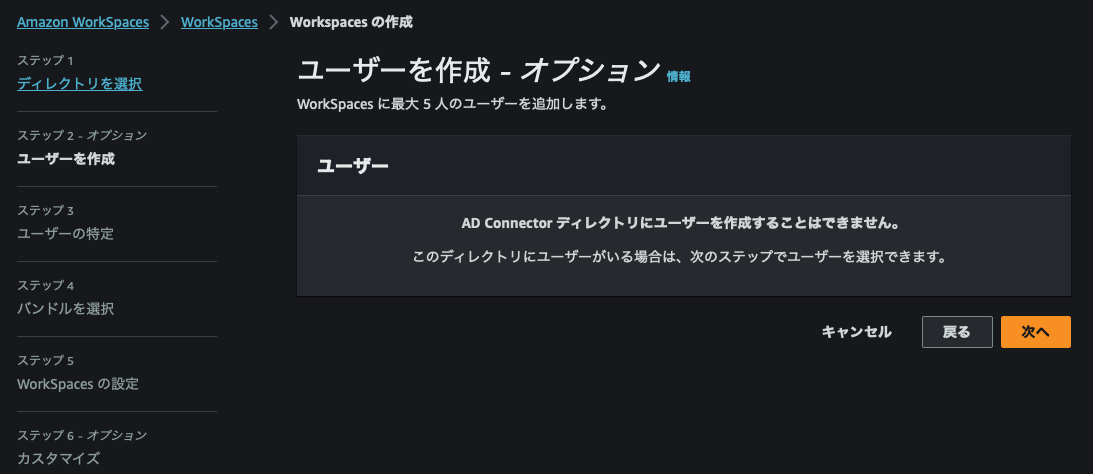 Amazon WorkSpaces > WorkSpaces > Workspaces の作成
ステップ 1
ディレクトリを選択
ステップ 2 - オプション
ユーザーを作成
ステップ 3
ユーザーの特定
ステップ 4
バンドルを選択
ステップ 5
WorkSpaces の設定
ステップ 6 - オプション
カスタマイズ
ユーザーを作成 - オプション 情報
WorkSpaces に最大 5 人のユーザーを追加します。
ユーザー
AD Connector ディレクトリにユーザーを作成することはできません。
このディレクトリにユーザーがいる場合は、次のステップでユーザーを選択できます。
キャンセル 戻る 次へ